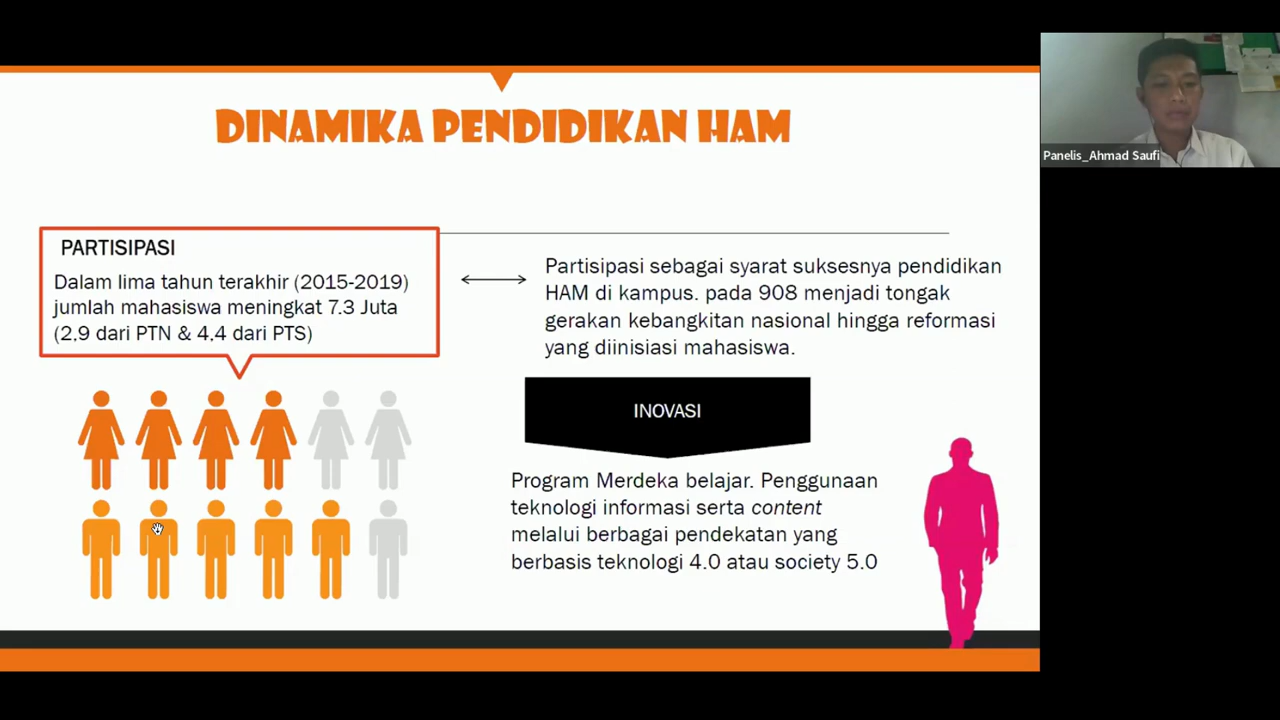 DINAMIKA PENDIDIKAN HAM
Panelis_Ahmad Saufi
PARTISIPASI
Dalam lima tahun terakhir (2015-2019)
jumlah mahasiswa meningkat 7.3 Juta
(2.9 dari PTN & 4.4 dari PTS)
Partisipasi sebagai syarat suksesnya pendidikan
HAM di kampus. pada 908 menjadi tongak
gerakan kebangkitan nasional hingga reformasi
yang diinisiasi mahasiswa.
INOVASI
Program Merdeka belajar. Penggunaan
teknologi informasi serta content
melalui berbagai pendekatan yang
berbasis teknologi 4.0 atau society 5.0